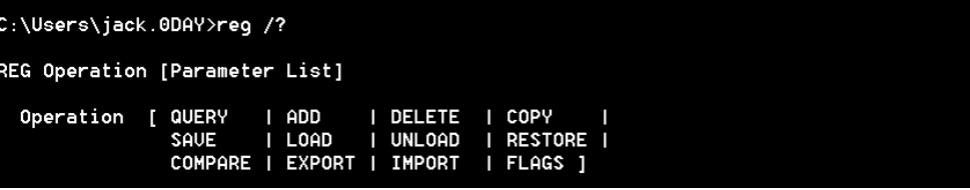 C:\Users\jack.0DAY>reg /?
REG Operation [Parameter List]
Operation [ QUERY | ADD | DELETE | COPY |
SAVE | LOAD | UNLOAD | RESTORE |
COMPARE | EXPORT | IMPORT | FLAGS ]